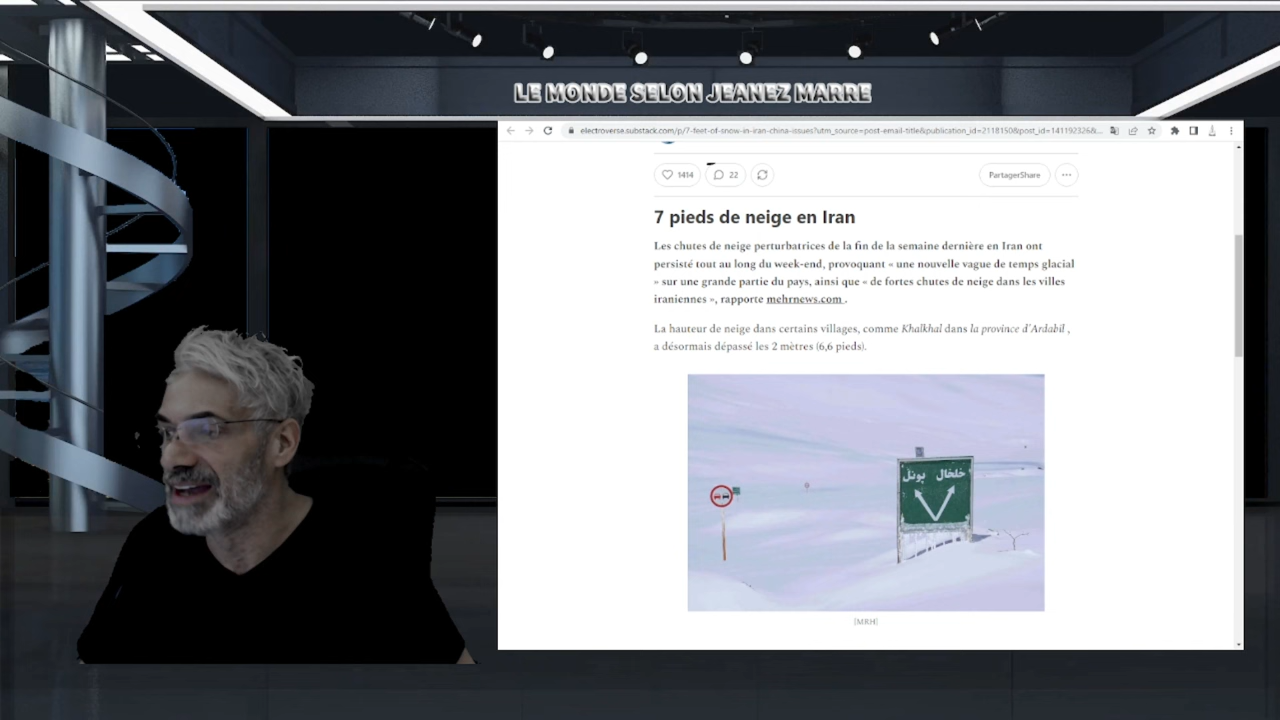 LE MONDE SELON JEANEZ MARRE
electroverse.substack.com/p/7-feet-of-snow-in-iran-china-issues?utm_source=post-email-title&publication_id=2118150&post_id=141192326&...
1414
22
PartagerShare
7 pieds de neige en Iran
Les chutes de neige perturbatrices de la fin de la semaine dernière en Iran ont
persisté tout au long du week-end, provoquant « une nouvelle vague de temps glacial
» sur une grande partie du pays, ainsi que « de fortes chutes de neige dans les villes
iraniennes », rapporte mehrnews.com .
La hauteur de neige dans certains villages, comme Khalkhal dans la province d'Ardabil ,
a désormais dépassé les 2 mètres (6,6 pieds).
خلخال پونل
[MRH]